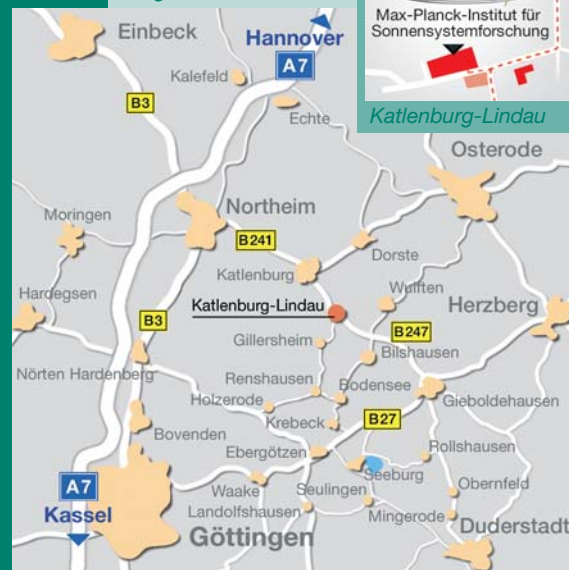 Max-Planck-Institut für
Sonnensystemforschung
Katlenburg-Lindau
Einbeck
Hannover
A7
Kalefeld
B3
Echte
Osterode
Moringen
Northeim
B241
Dorste
Katlenburg
Wulften
Hardegsen
Katlenburg-Lindau
Herzberg
B3
B247
Gillersheim
Bilshausen
Nörten Hardenberg
Renshausen
Bodensee
Gieboldehausen
Holzerode
Krebeck
B27
Bovenden
Ebergötzen
Rollshausen
Seeburg
A7
Waake
Seulingen
Obernfeld
Kassel
Landolfshausen
Mingerode
Göttingen
Duderstadt